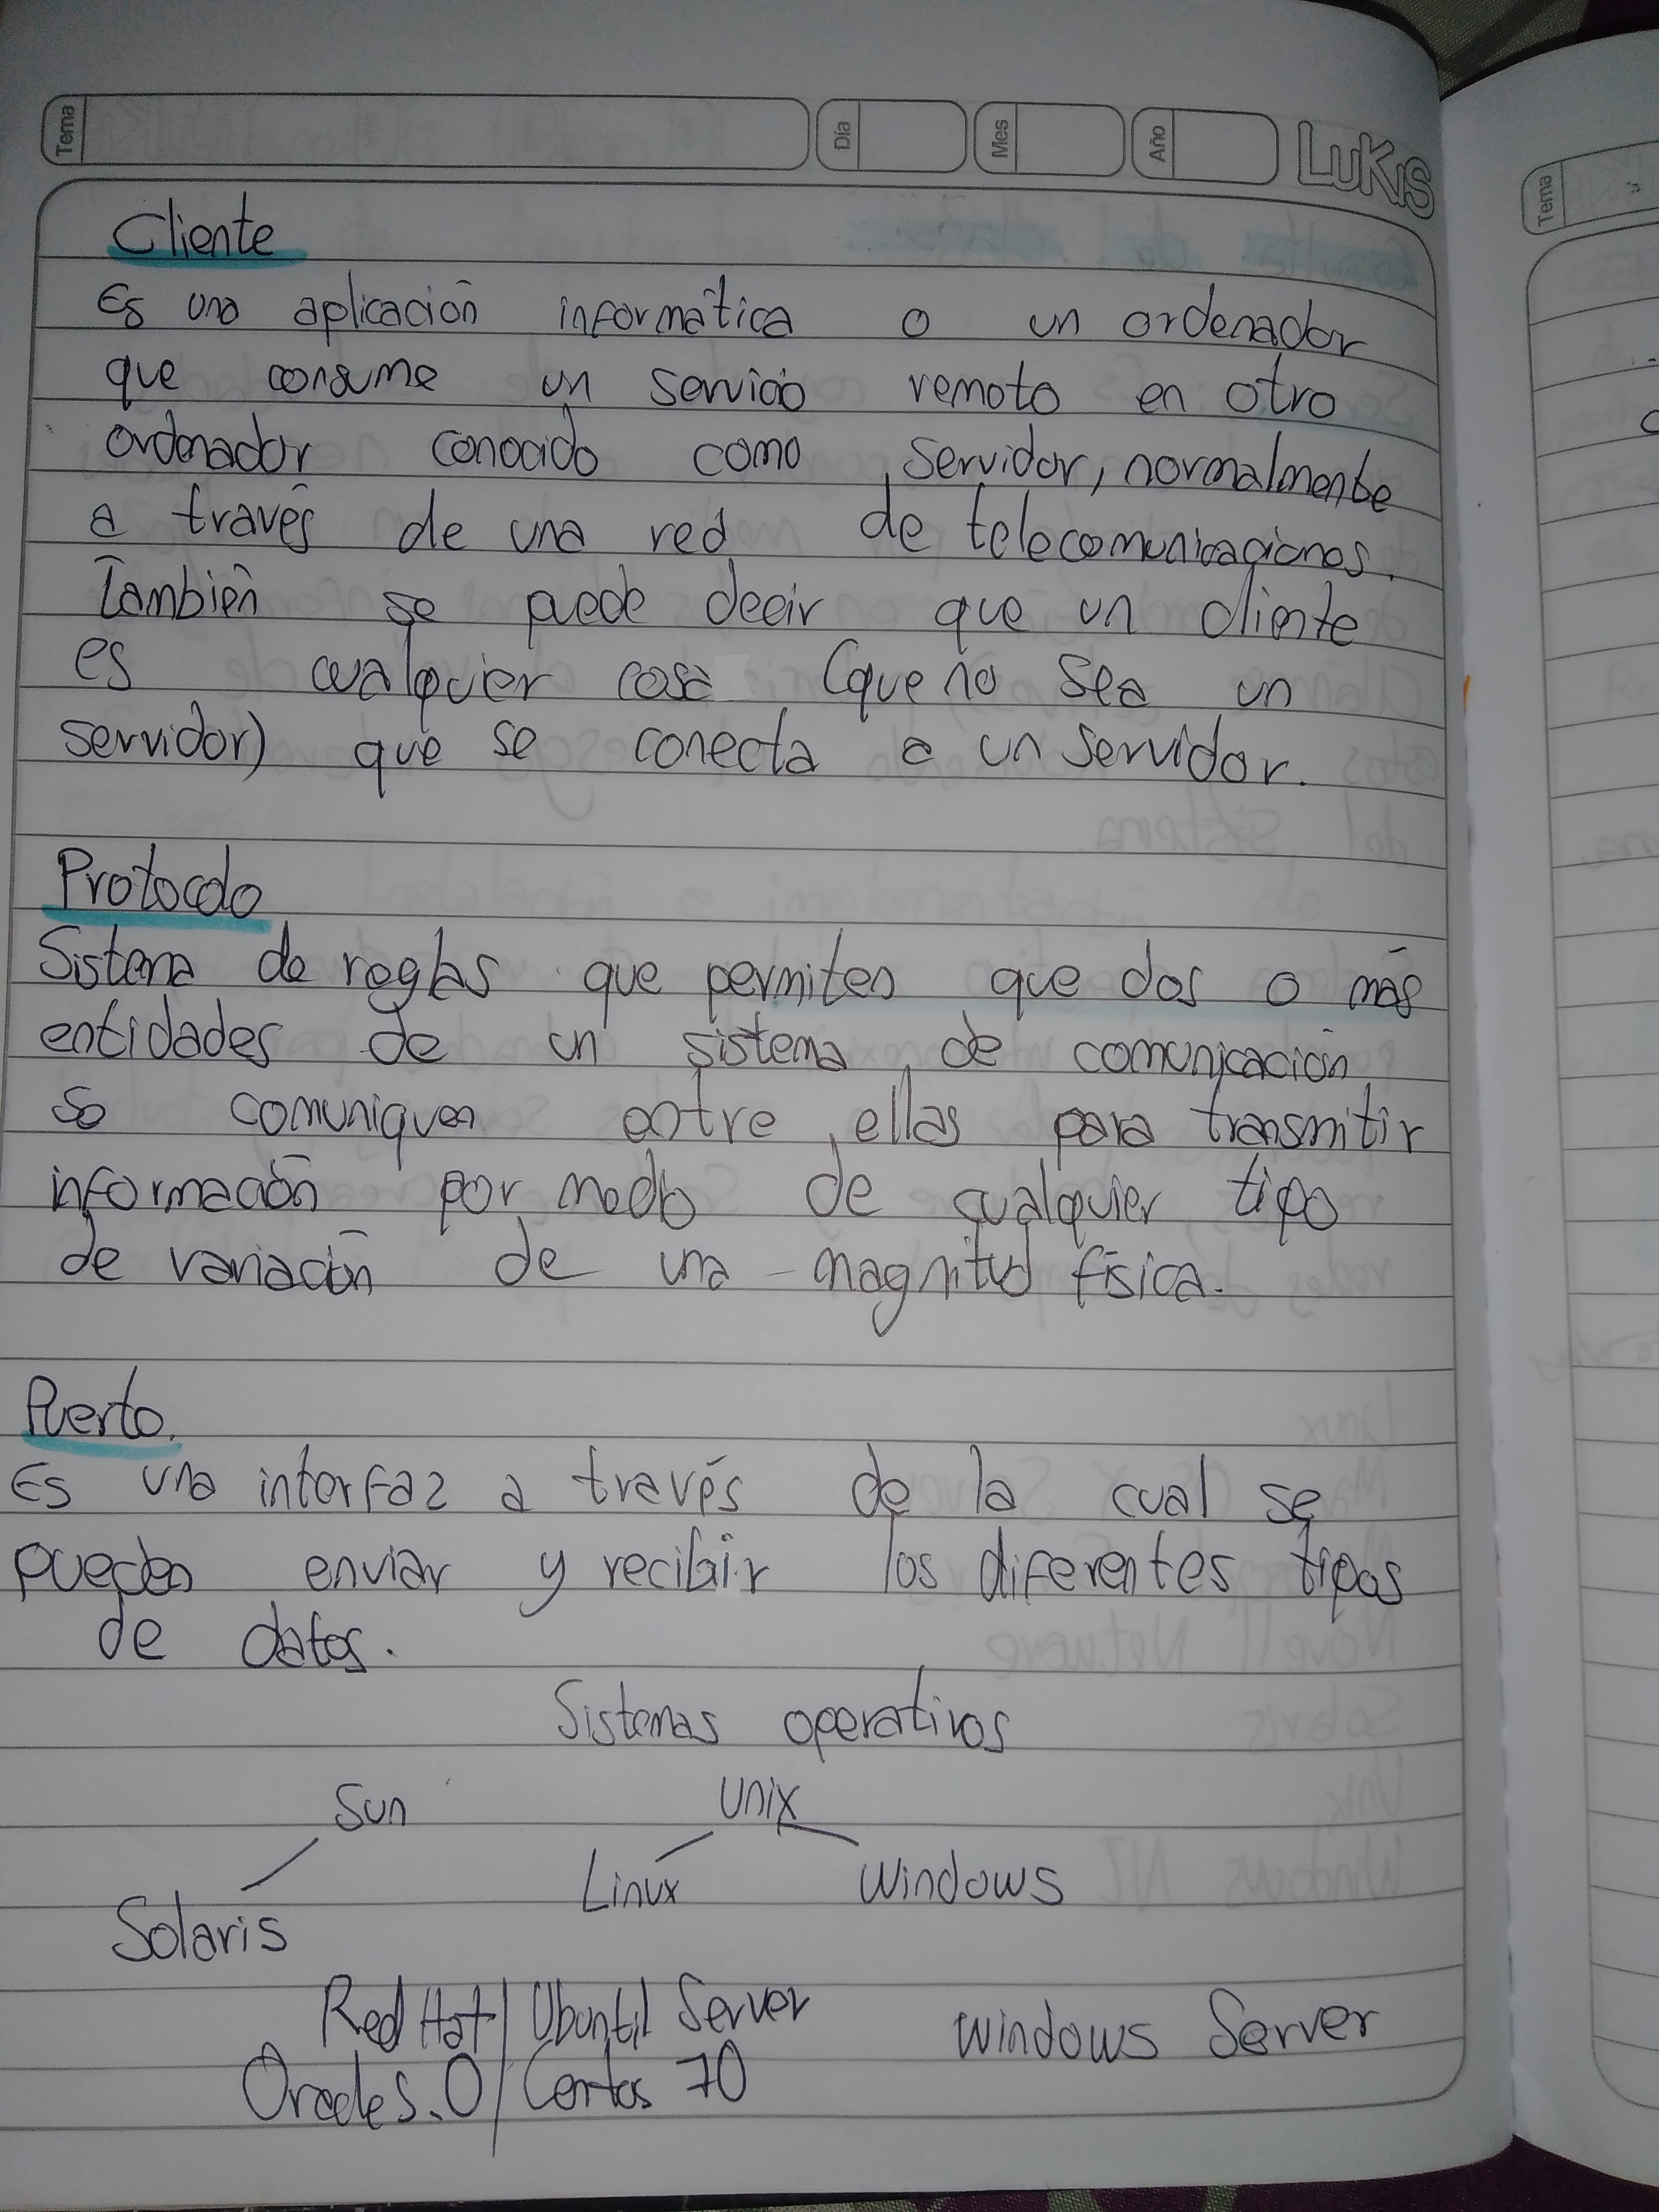 Tema Día Mes Año LUKIS
Cliente
Es una aplicación informática o un ordenador
que consume un servicio remoto en otro
ordenador conocido como servidor, normalmente
a través de una red de telecomunicaciones.
También se puede decir que un cliente
es cualquier cosa (que no sea un
servidor) que se conecta a un servidor.
Protocolo
Sistema de reglas que permiten que dos o más
entidades de un sistema de comunicación
se comuniquen entre ellas para transmitir
información por medio de cualquier tipo
de variación de una magnitud física.
Puerto.
Es una interfaz a través de la cual se
pueden enviar y recibir los diferentes tipos
de datos.
Sistemas operativos
Sun Unix
Linux Windows
Solaris
Red Hat | Ubuntu Server Windows Server
Oracle S.O | Centos 70
Tema